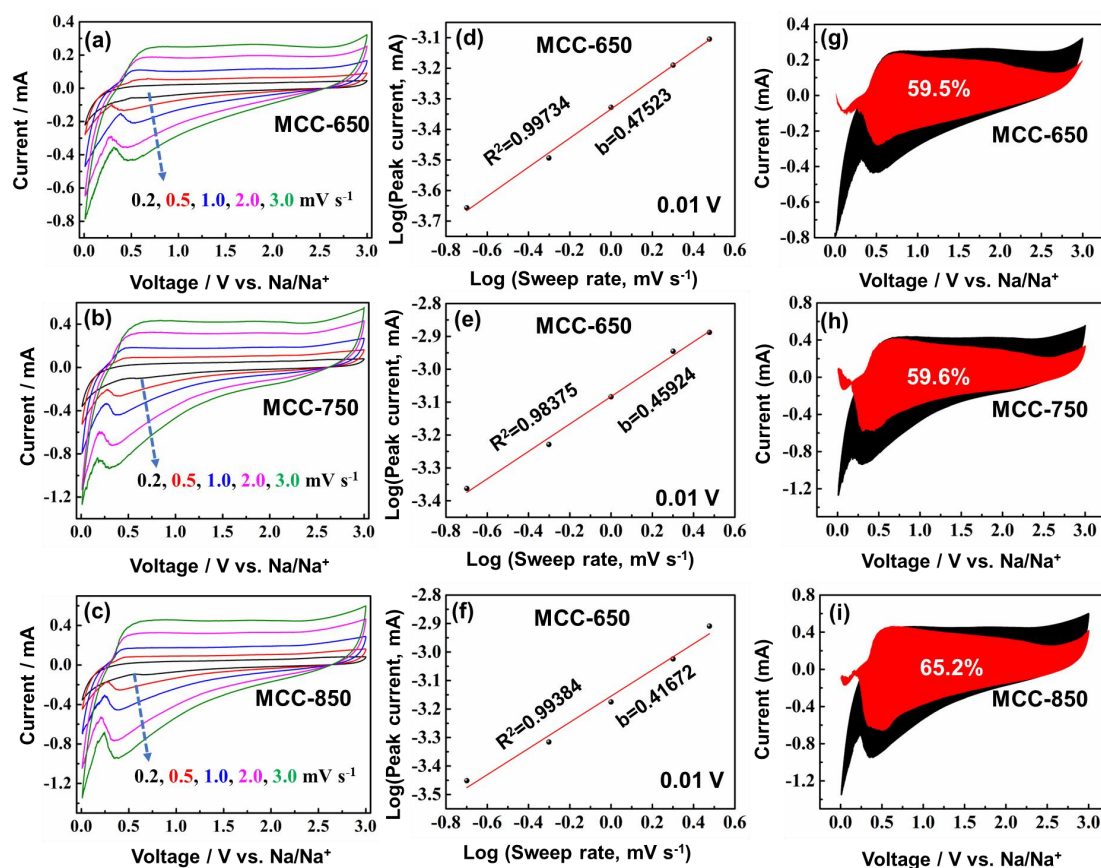 (a)
0.4
0.2
0.0
-0.2
-0.4
-0.6
-0.8
Current / mA
MCC-650
0.2, 0.5, 1.0, 2.0, 3.0 mV s⁻¹
0.0 0.5 1.0 1.5 2.0 2.5 3.0
Voltage / V vs. Na/Na⁺
(d)
MCC-650
-3.1
-3.2
-3.3
-3.4
-3.5
-3.6
-3.7
Log(Peak current, mA)
R²=0.99734
b=0.47523
0.01 V
-0.8 -0.6 -0.4 -0.2 0.0 0.2 0.4 0.6
Log (Sweep rate, mV s⁻¹)
(g)
0.4
0.0
-0.4
-0.8
Current (mA)
59.5%
MCC-650
0.0 0.5 1.0 1.5 2.0 2.5 3.0
Voltage / V vs. Na/Na⁺
(b)
0.4
0.0
-0.4
-0.8
-1.2
Current / mA
MCC-750
0.2, 0.5, 1.0, 2.0, 3.0 mV s⁻¹
0.0 0.5 1.0 1.5 2.0 2.5 3.0
Voltage / V vs. Na/Na⁺
(e)
MCC-650
-2.8
-2.9
-3.0
-3.1
-3.2
-3.3
-3.4
Log(Peak current, mA)
R²=0.98375
b=0.45924
0.01 V
-0.8 -0.6 -0.4 -0.2 0.0 0.2 0.4 0.6
Log (Sweep rate, mV s⁻¹)
(h)
0.8
0.4
0.0
-0.4
-0.8
-1.2
Current (mA)
59.6%
MCC-750
0.0 0.5 1.0 1.5 2.0 2.5 3.0
Voltage / V vs. Na/Na⁺
(c)
0.4
0.0
-0.4
-0.8
-1.2
Current / mA
MCC-850
0.2, 0.5, 1.0, 2.0, 3.0 mV s⁻¹
0.0 0.5 1.0 1.5 2.0 2.5 3.0
Voltage / V vs. Na/Na⁺
(f)
MCC-650
-2.8
-2.9
-3.0
-3.1
-3.2
-3.3
-3.4
-3.5
Log(Peak current, mA)
R²=0.99384
b=0.41672
0.01 V
-0.8 -0.6 -0.4 -0.2 0.0 0.2 0.4 0.6
Log (Sweep rate, mV s⁻¹)
(i)
0.8
0.4
0.0
-0.4
-0.8
-1.2
Current (mA)
65.2%
MCC-850
0.0 0.5 1.0 1.5 2.0 2.5 3.0
Voltage / V vs. Na/Na⁺